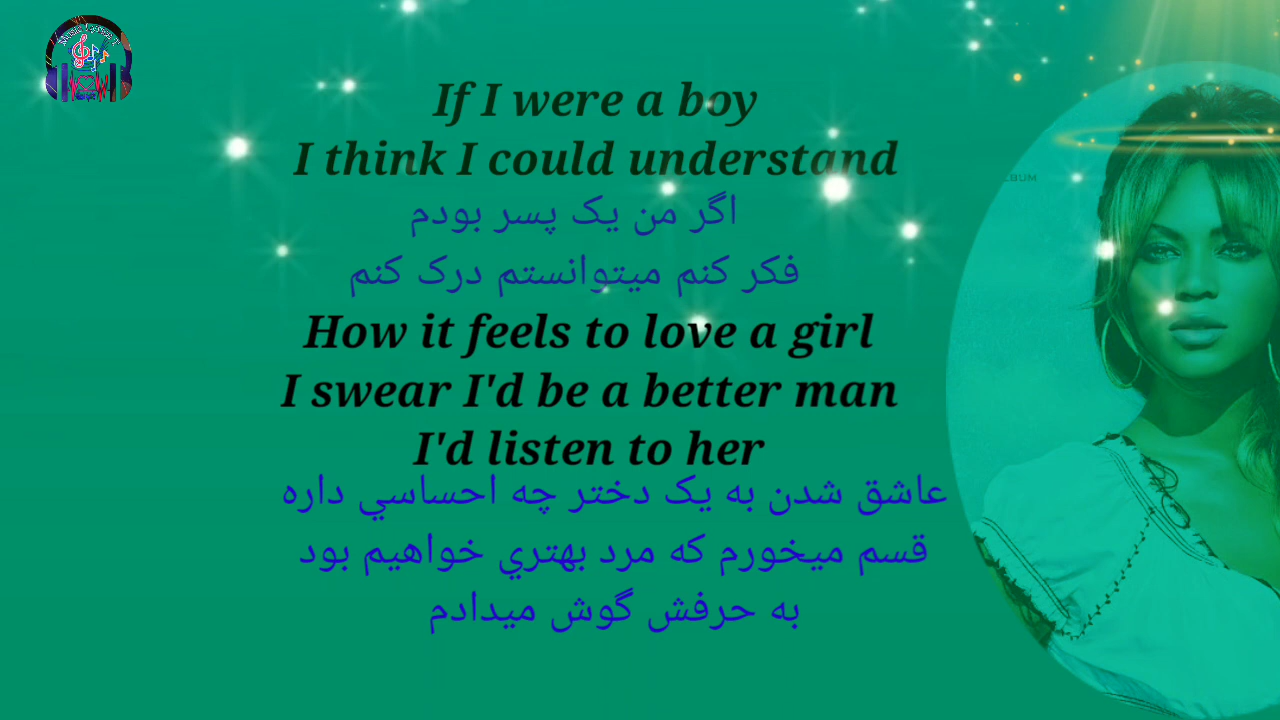 If I were a boy
I think I could understand
اگر من یک پسر بودم
فکر کنم میتوانستم درک کنم
How it feels to love a girl
I swear I'd be a better man
I'd listen to her
عاشق شدن به یک دختر چه احساسي داره
قسم میخورم که مرد بهتري خواهیم بود
به حرفش گوش میدادم